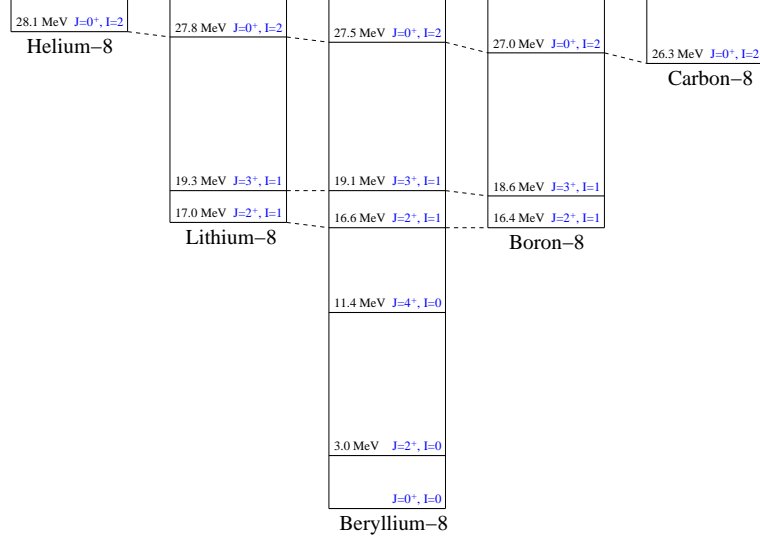 28.1 MeV J=0⁺, I=2
Helium–8
27.8 MeV J=0⁺, I=2
19.3 MeV J=3⁺, I=1
17.0 MeV J=2⁺, I=1
Lithium–8
27.5 MeV J=0⁺, I=2
19.1 MeV J=3⁺, I=1
16.6 MeV J=2⁺, I=1
11.4 MeV J=4⁺, I=0
3.0 MeV J=2⁺, I=0
J=0⁺, I=0
Beryllium–8
27.0 MeV J=0⁺, I=2
18.6 MeV J=3⁺, I=1
16.4 MeV J=2⁺, I=1
Boron–8
26.3 MeV J=0⁺, I=2
Carbon–8